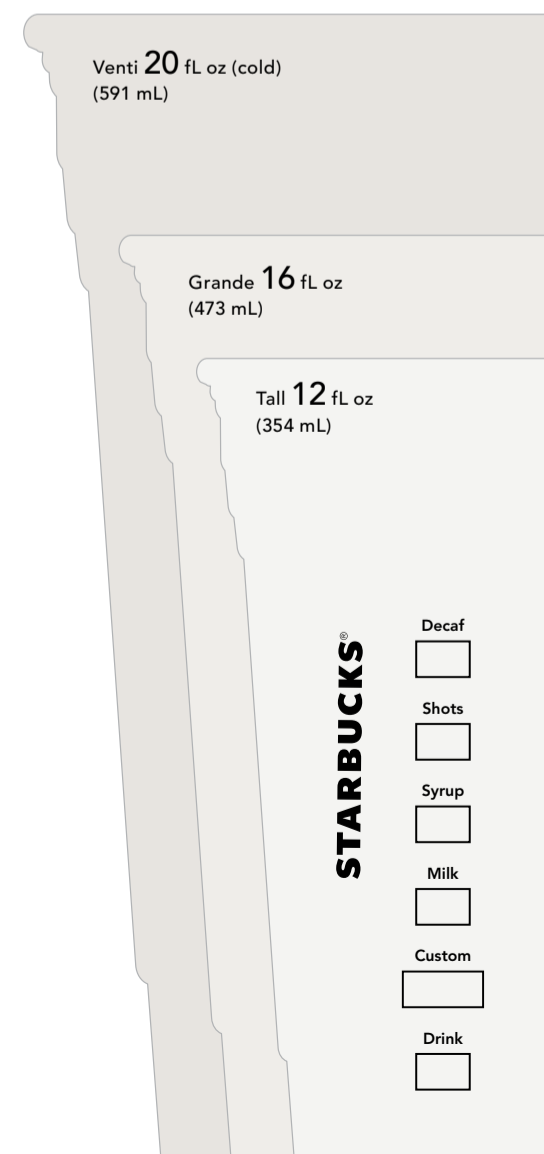 Venti 20 fL oz (cold)
(591 mL)
Grande 16 fL oz
(473 mL)
Tall 12 fL oz
(354 mL)
STARBUCKS®
Decaf
Shots
Syrup
Milk
Custom
Drink